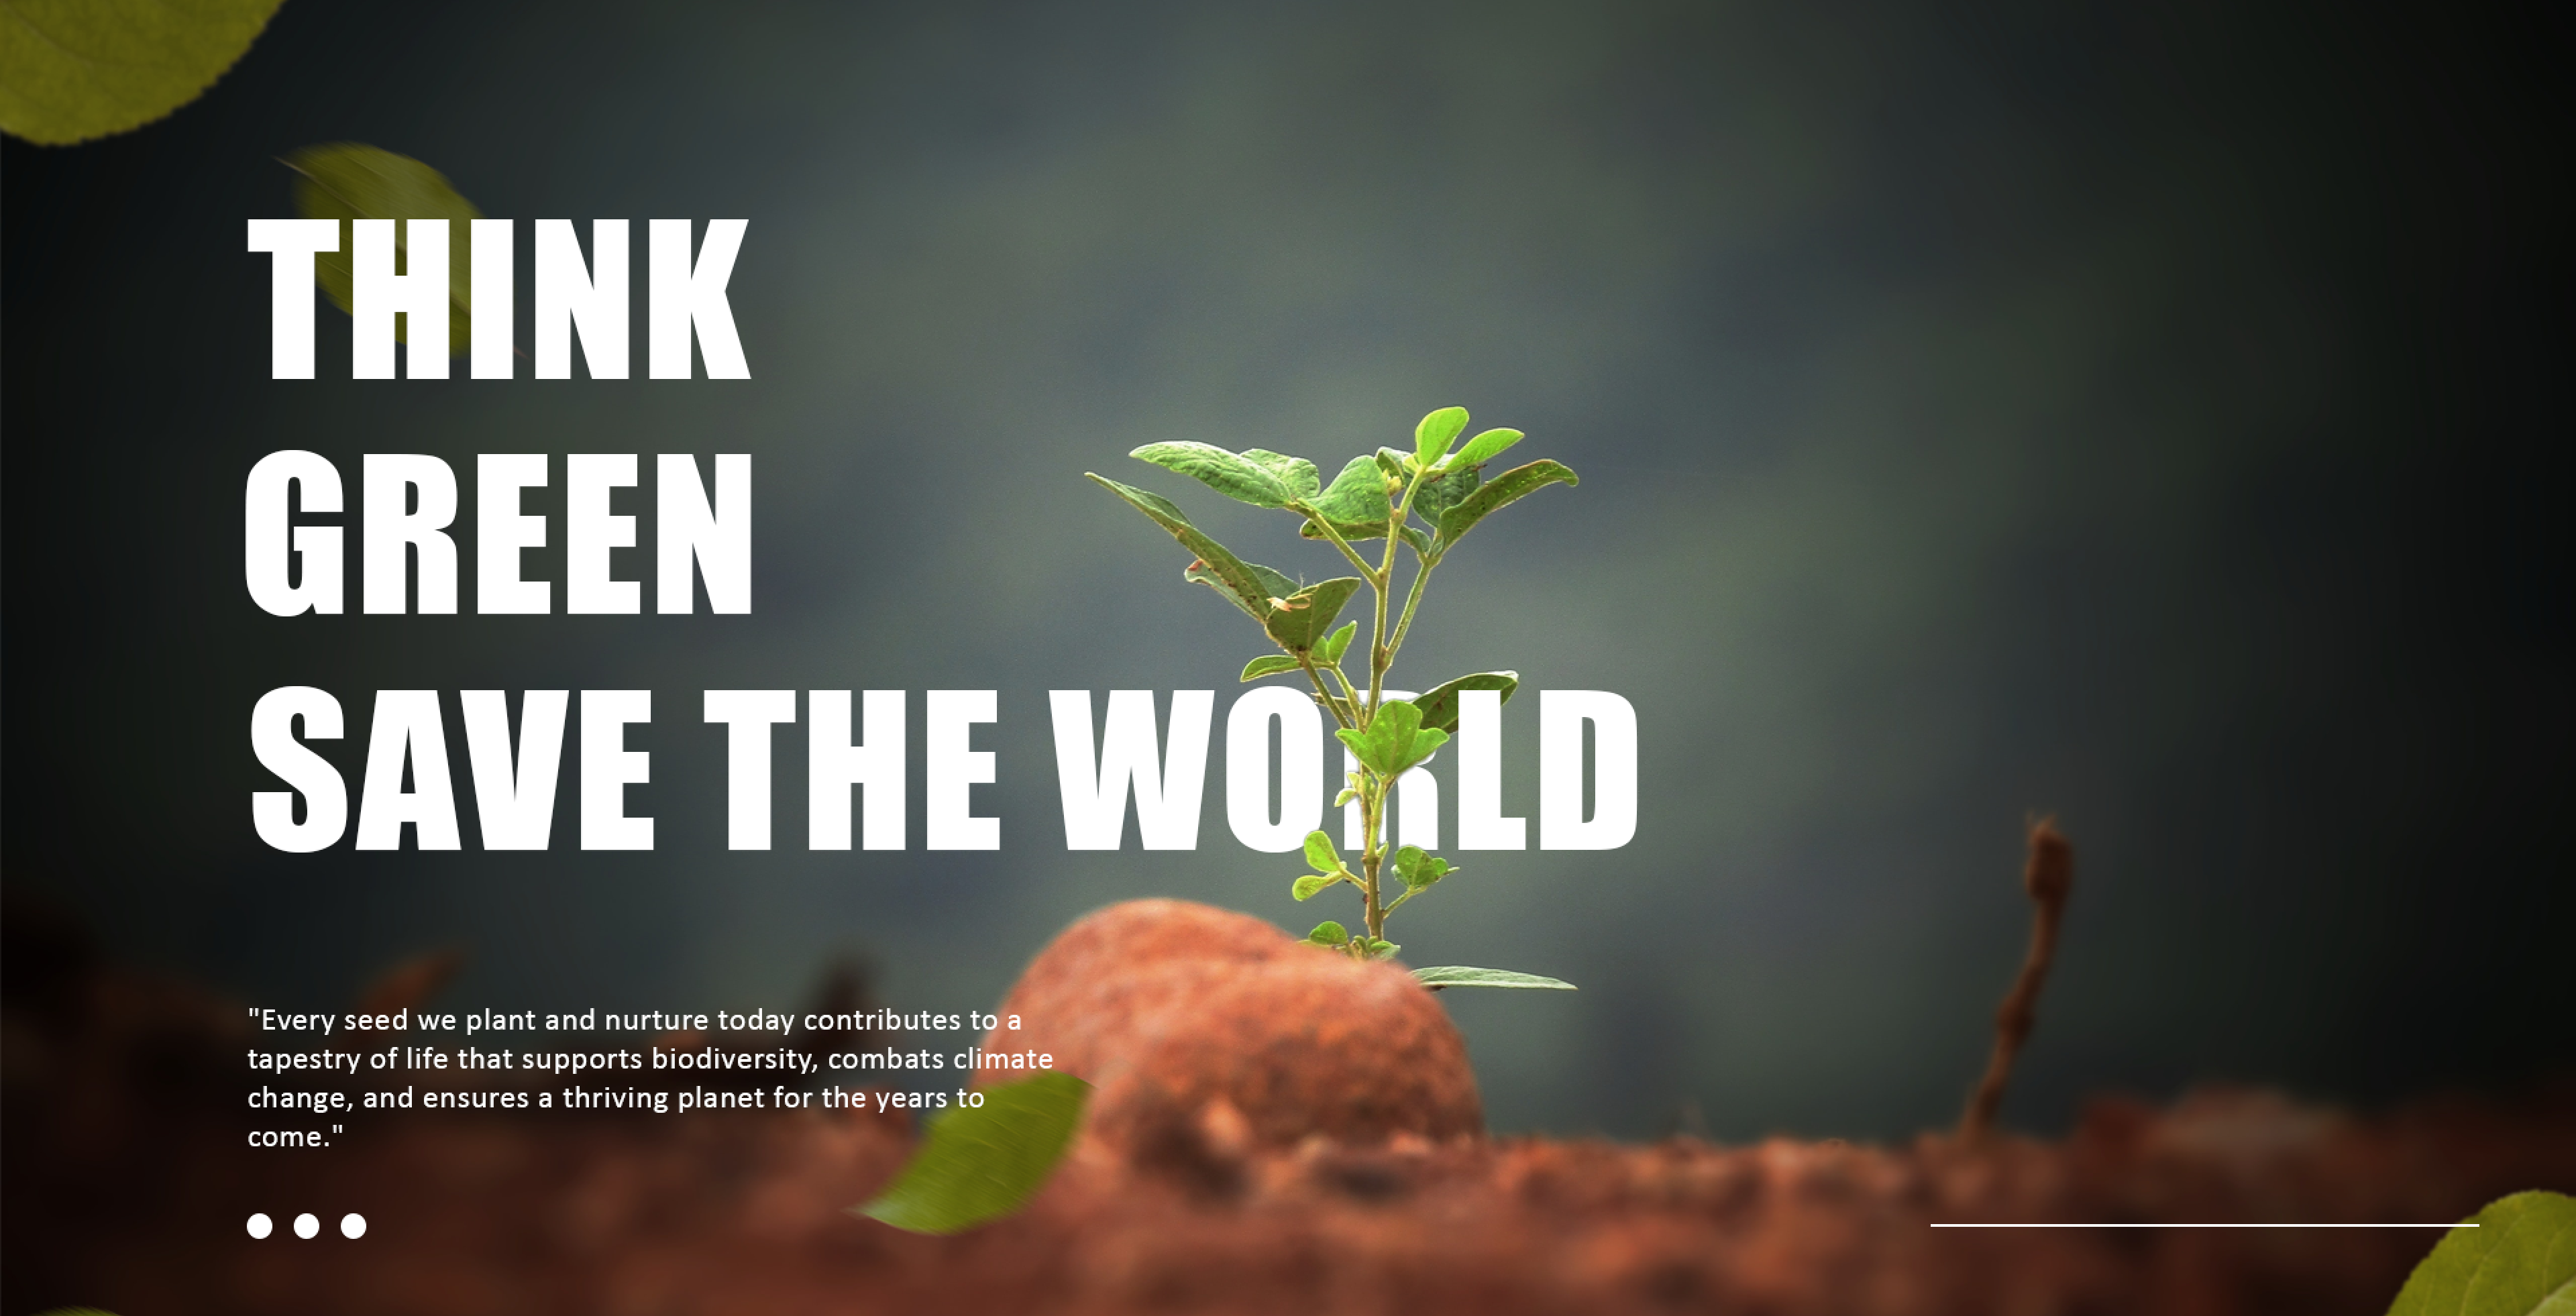 THINK
GREEN
SAVE THE WORLD
"Every seed we plant and nurture today contributes to a
tapestry of life that supports biodiversity, combats climate
change, and ensures a thriving planet for the years to
come."